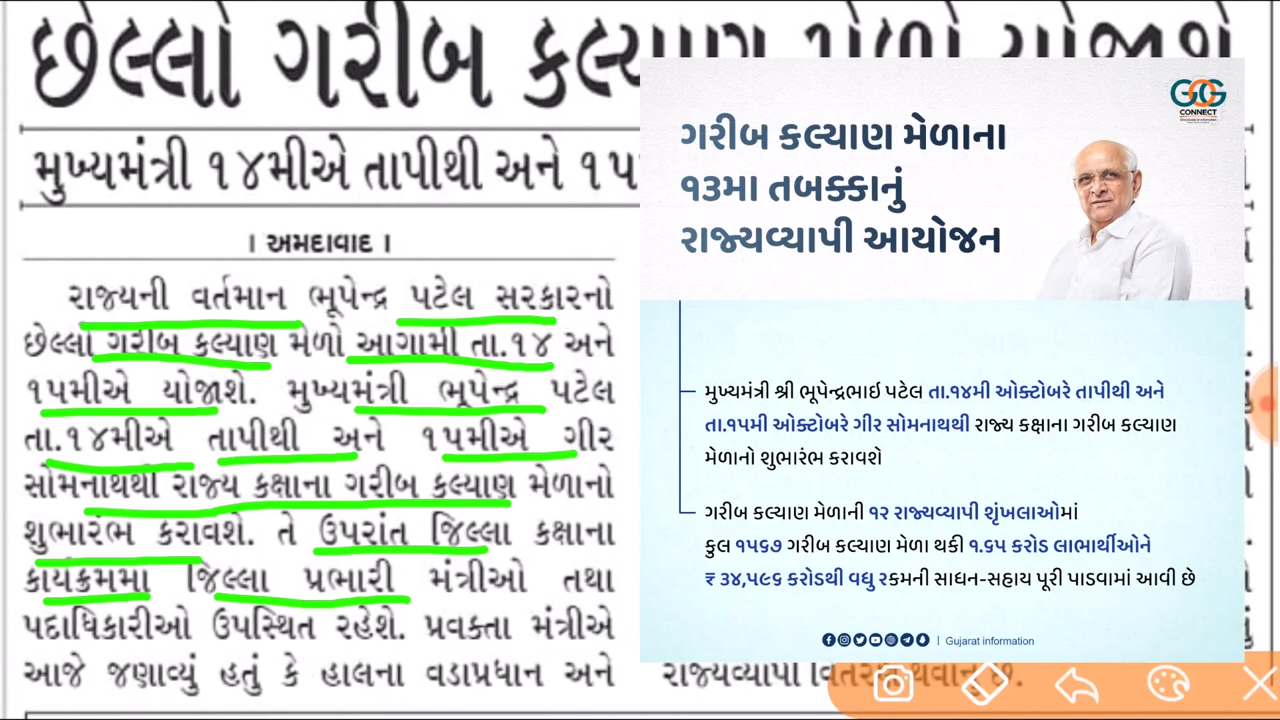 છેલ્લો ગરીબ કલ્યાણ મેળો યોજાશે
મુખ્યમંત્રી ૧૪મીએ તાપીથી અને ૧૫
। અમદાવાદ ।
રાજ્યની વર્તમાન ભૂપેન્દ્ર પટેલ સરકારનો
છેલ્લા ગરીબ કલ્યાણ મેળો આગામી તા.૧૪ અને
૧૫મીએ યોજાશે. મુખ્યમંત્રી ભૂપેન્દ્ર પટેલ
તા.૧૪મીએ તાપીથી અને ૧૫મીએ ગીર
સોમનાથથી રાજ્ય કક્ષાના ગરીબ કલ્યાણ મેળાનો
શુભારંભ કરાવશે. તે ઉપરાંત જિલ્લા કક્ષાના
કાર્યક્રમમા જિલ્લા પ્રભારી મંત્રીઓ તથા
પદાધિકારીઓ ઉપસ્થિત રહેશે. પ્રવક્તા મંત્રીએ
આજે જણાવ્યું હતું કે હાલના વડાપ્રધાન અને
GOG
CONNECT
ગરીબ કલ્યાણ મેળાના
૧૩મા તબક્કાનું
રાજ્યવ્યાપી આયોજન
મુખ્યમંત્રી શ્રી ભૂપેન્દ્રભાઇ પટેલ તા.૧૪મી ઓક્ટોબરે તાપીથી અને
તા.૧૫મી ઓક્ટોબરે ગીર સોમનાથથી રાજ્ય કક્ષાના ગરીબ કલ્યાણ
મેળાનો શુભારંભ કરાવશે
ગરીબ કલ્યાણ મેળાની ૧૨ રાજ્યવ્યાપી શૃંખલાઓમાં
કુલ ૧૫૬૭ ગરીબ કલ્યાણ મેળા થકી ૧.૬૫ કરોડ લાભાર્થીઓને
₹ ૩૪,૫૯૬ કરોડથી વધુ રકમની સાધન-સહાય પૂરી પાડવામાં આવી છે
| Gujarat information
રાજ્યવ્યાપી વિતરણ થવાનું છે.